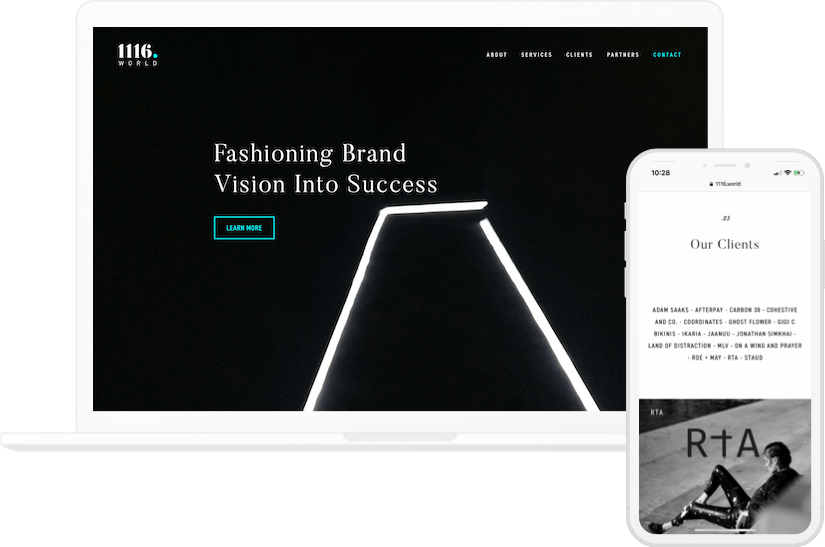 1116.
WORLD
ABOUT SERVICES CLIENTS PARTNERS CONTACT
Fashioning Brand
Vision Into Success
LEARN MORE
10:28
1116.world
.03
Our Clients
ADAM SAAKS - AFTERPAY - CARBON 38 - COHESTIVE
AND CO. - COORDINATES - GHOST FLOWER - GIGI C
BIKINIS - IKARIA - JAANUU - JONATHAN SIMKHAI -
LAND OF DISTRACTION - MLV - ON A WING AND PRAYER
- ROE + MAY - RTA - STAUD
RTA
R†A